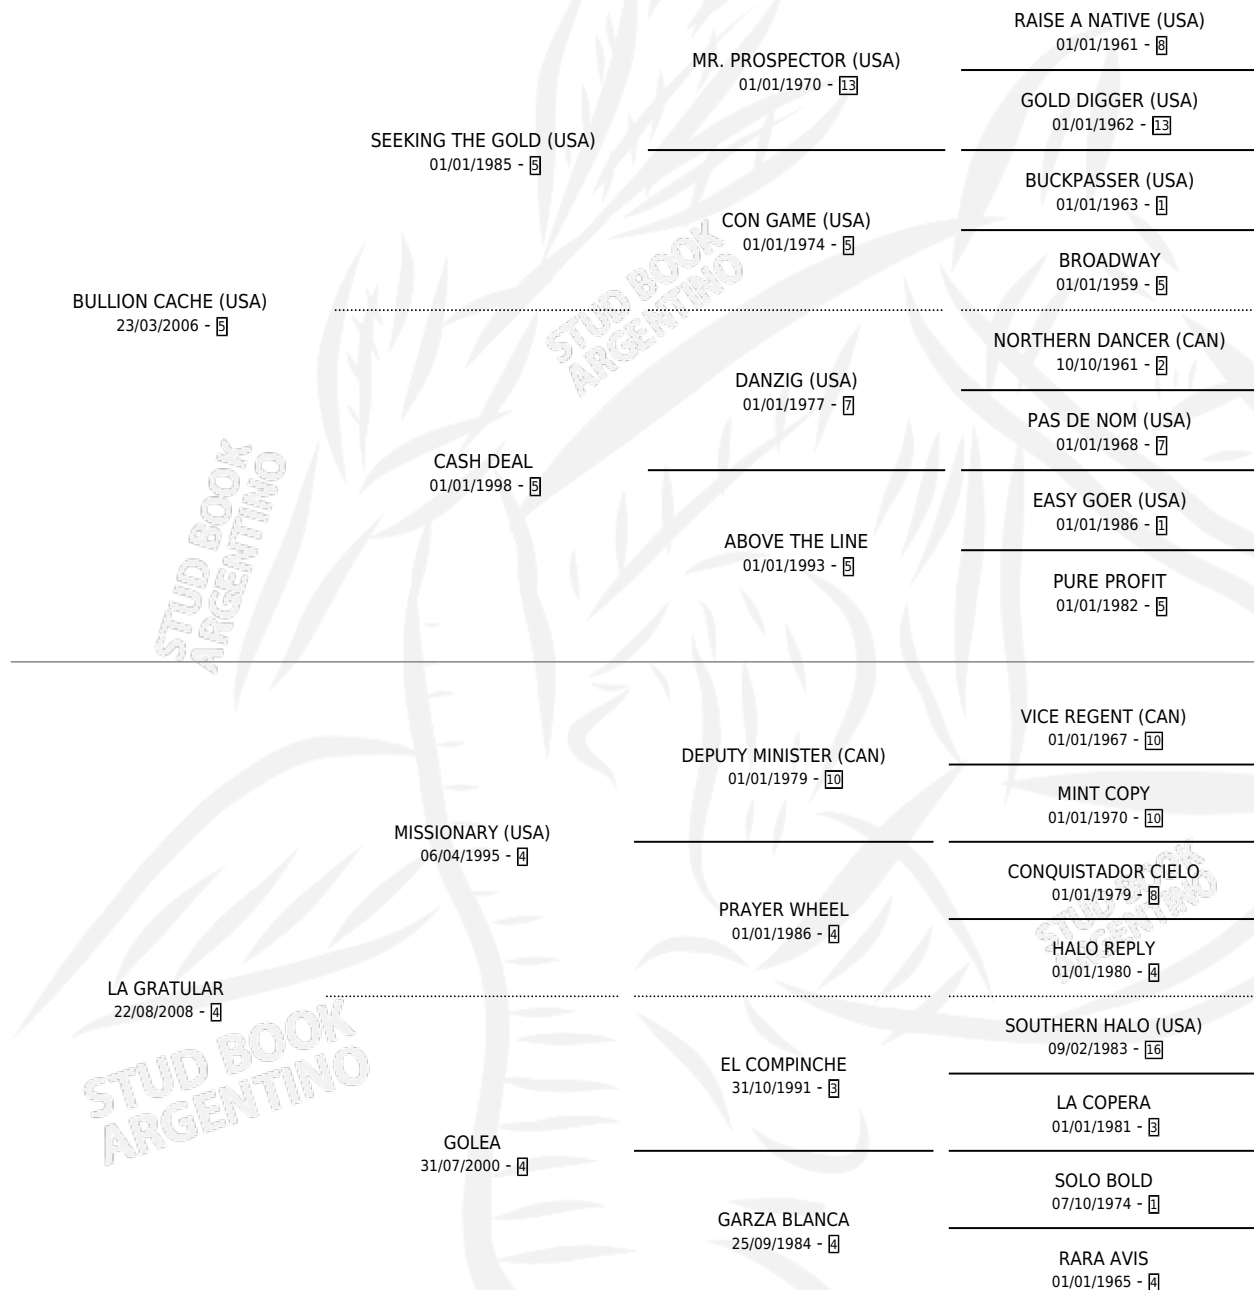 RAISE A NATIVE (USA)
01/01/1961 - 8
MR. PROSPECTOR (USA)
01/01/1970 - 13
GOLD DIGGER (USA)
01/01/1962 - 13
SEEKING THE GOLD (USA)
01/01/1985 - 5
BUCKPASSER (USA)
01/01/1963 - 1
CON GAME (USA)
01/01/1974 - 5
BROADWAY
01/01/1959 - 5
BULLION CACHE (USA)
23/03/2006 - 5
NORTHERN DANCER (CAN)
10/10/1961 - 2
DANZIG (USA)
01/01/1977 - 7
PAS DE NOM (USA)
01/01/1968 - 7
CASH DEAL
01/01/1998 - 5
EASY GOER (USA)
01/01/1986 - 1
ABOVE THE LINE
01/01/1993 - 5
PURE PROFIT
01/01/1982 - 5
VICE REGENT (CAN)
01/01/1967 - 10
DEPUTY MINISTER (CAN)
01/01/1979 - 10
MINT COPY
01/01/1970 - 10
MISSIONARY (USA)
06/04/1995 - 4
CONQUISTADOR CIELO
01/01/1979 - 8
PRAYER WHEEL
01/01/1986 - 4
HALO REPLY
01/01/1980 - 4
LA GRATULAR
22/08/2008 - 4
SOUTHERN HALO (USA)
09/02/1983 - 16
EL COMPINCHE
31/10/1991 - 3
LA COPERA
01/01/1981 - 3
GOLEA
31/07/2000 - 4
SOLO BOLD
07/10/1974 - 1
GARZA BLANCA
25/09/1984 - 4
RARA AVIS
01/01/1965 - 4
STUD BOOK
ARGENTINO
STUD BOOK
ARGENTINO
STUD BOOK
ARGENTINO
STUD BOOK
ARGENTINO